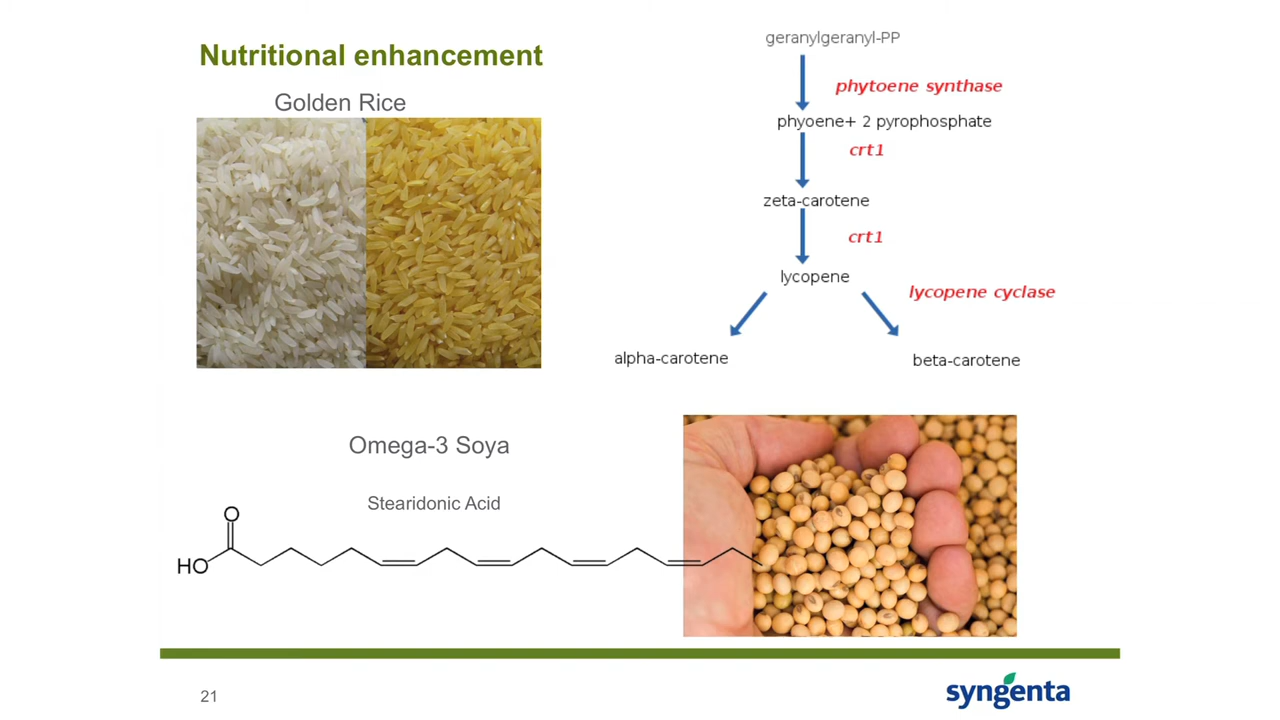 Nutritional enhancement
Golden Rice
geranylgeranyl-PP
phytoene synthase
phyoene+ 2 pyrophosphate
crt1
zeta-carotene
crt1
lycopene
lycopene cyclase
alpha-carotene
beta-carotene
Omega-3 Soya
Stearidonic Acid
O
HO
21
syngenta